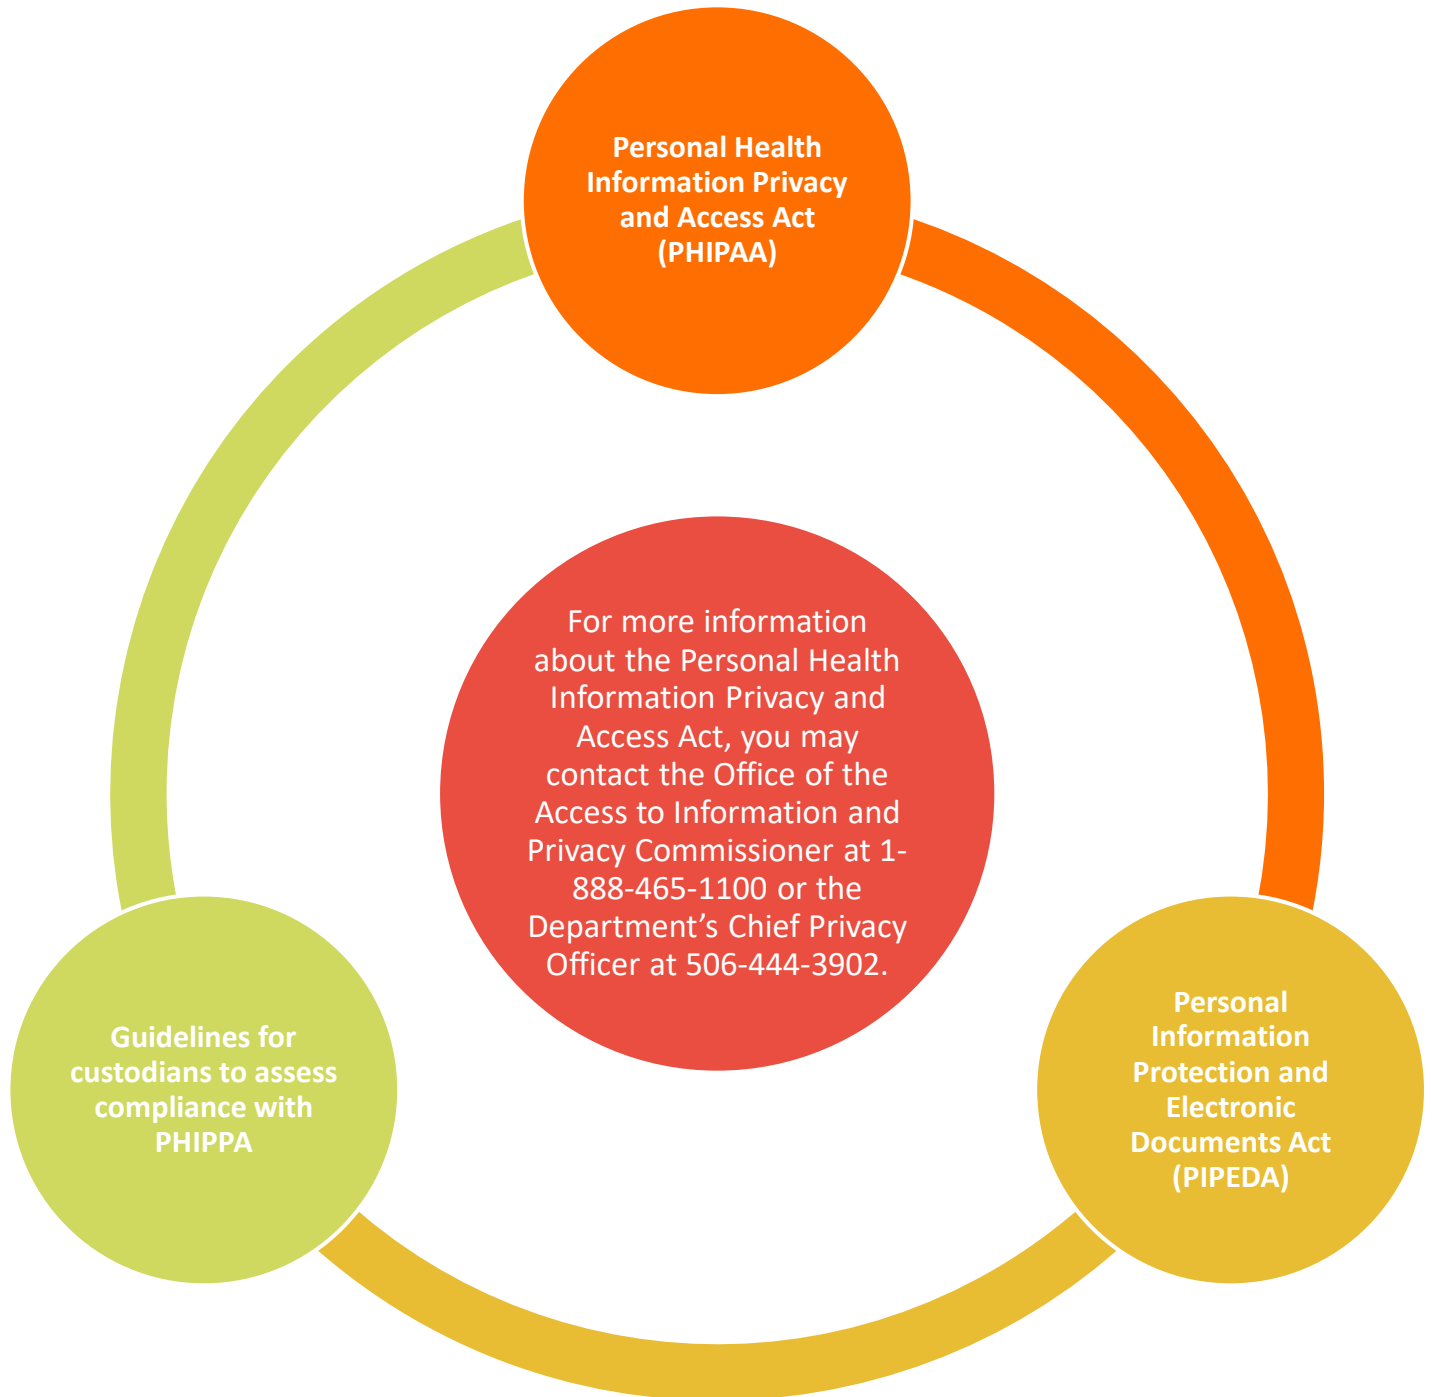 Personal Health
Information Privacy
and Access Act
(PHIPAA)
For more information
about the Personal Health
Information Privacy and
Access Act, you may
contact the Office of the
Access to Information and
Privacy Commissioner at 1-
888-465-1100 or the
Department’s Chief Privacy
Officer at 506-444-3902.
Personal
Information
Protection and
Electronic
Documents Act
(PIPEDA)
Guidelines for
custodians to assess
compliance with
PHIPPA